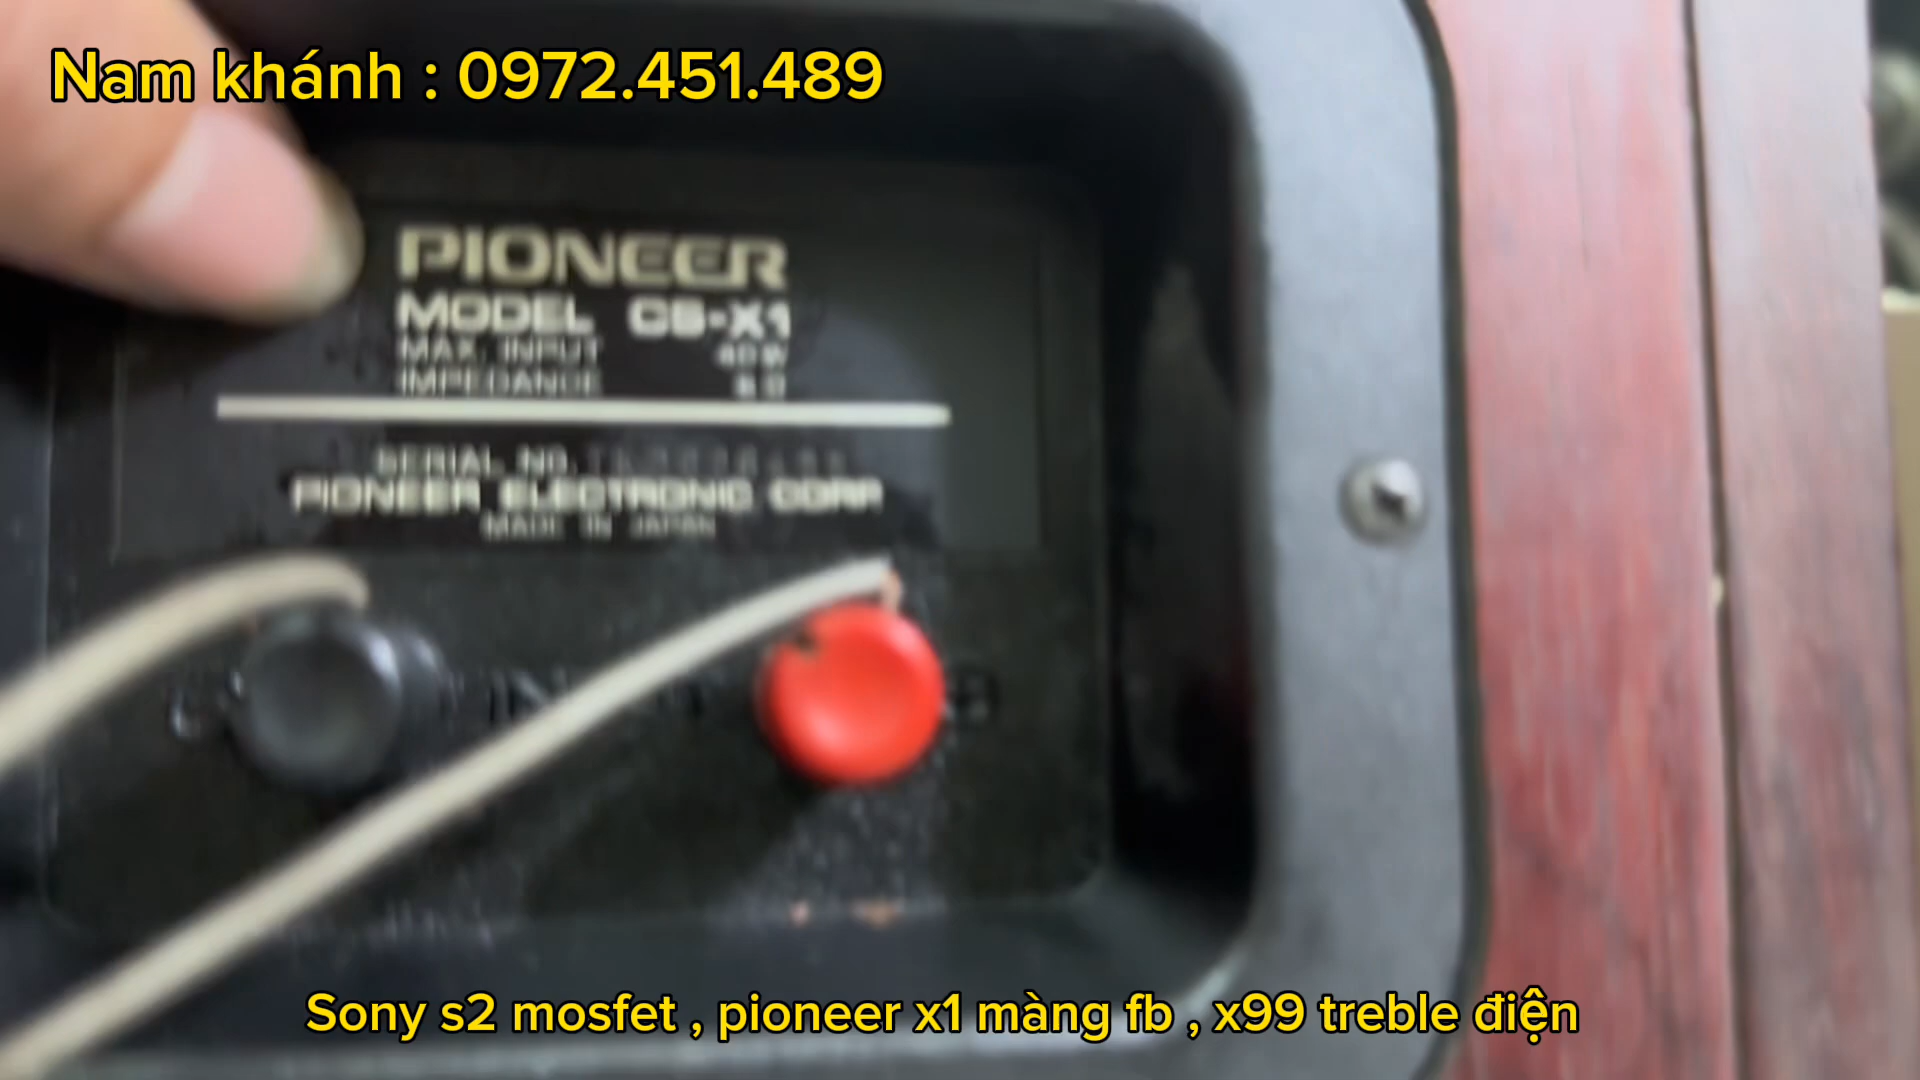 Nam khánh : 0972.451.489
PIONEER
MODEL CS-X1
MAX. INPUT 40W
IMPEDANCE
SERIAL NO.
PIONEER ELECTRONIC CORP.
MADE IN JAPAN
Sony s2 mosfet , pioneer x1 màng fb , x99 treble điện